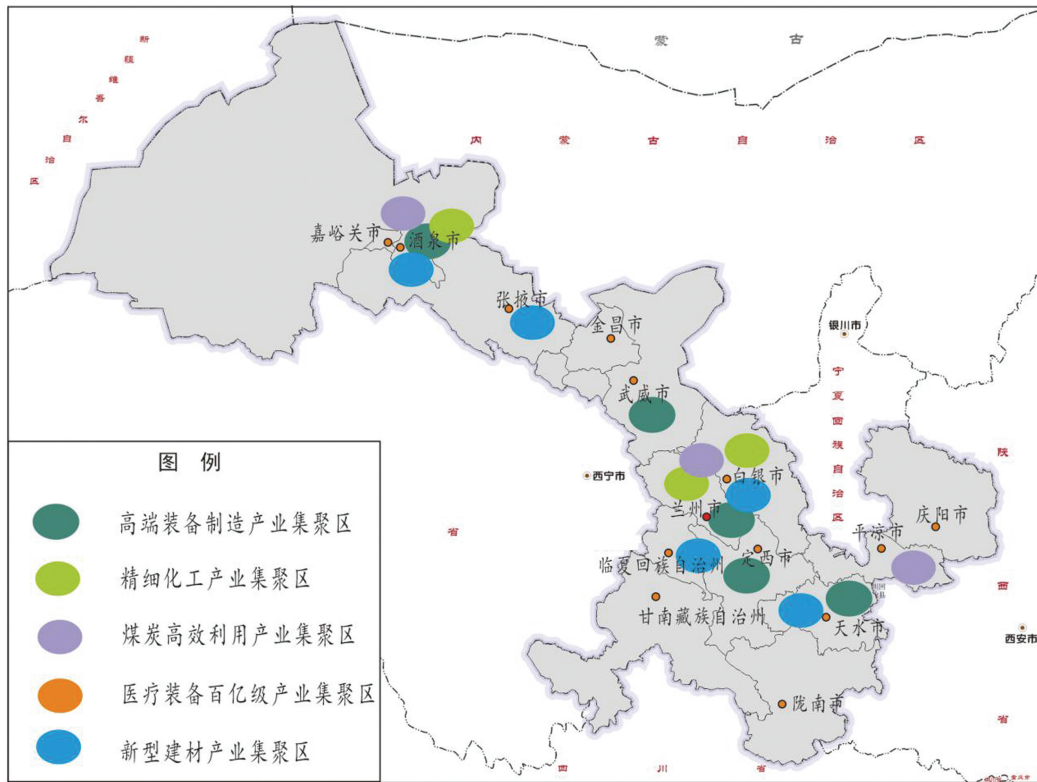 蒙 古
新疆维吾尔自治区
内 蒙 古 自 治 区
嘉峪关市
酒泉市
张掖市
金昌市
银川市
武威市
宁夏回族自治区
西宁市
白银市
兰州市
庆阳市
平凉市
陕
西
省
省
临夏回族自治州
定西市
甘南藏族自治州
天水市
西安市
陇南市
西 川 省
图 例
高端装备制造产业集聚区
精细化工产业集聚区
煤炭高效利用产业集聚区
医疗装备百亿级产业集聚区
新型建材产业集聚区